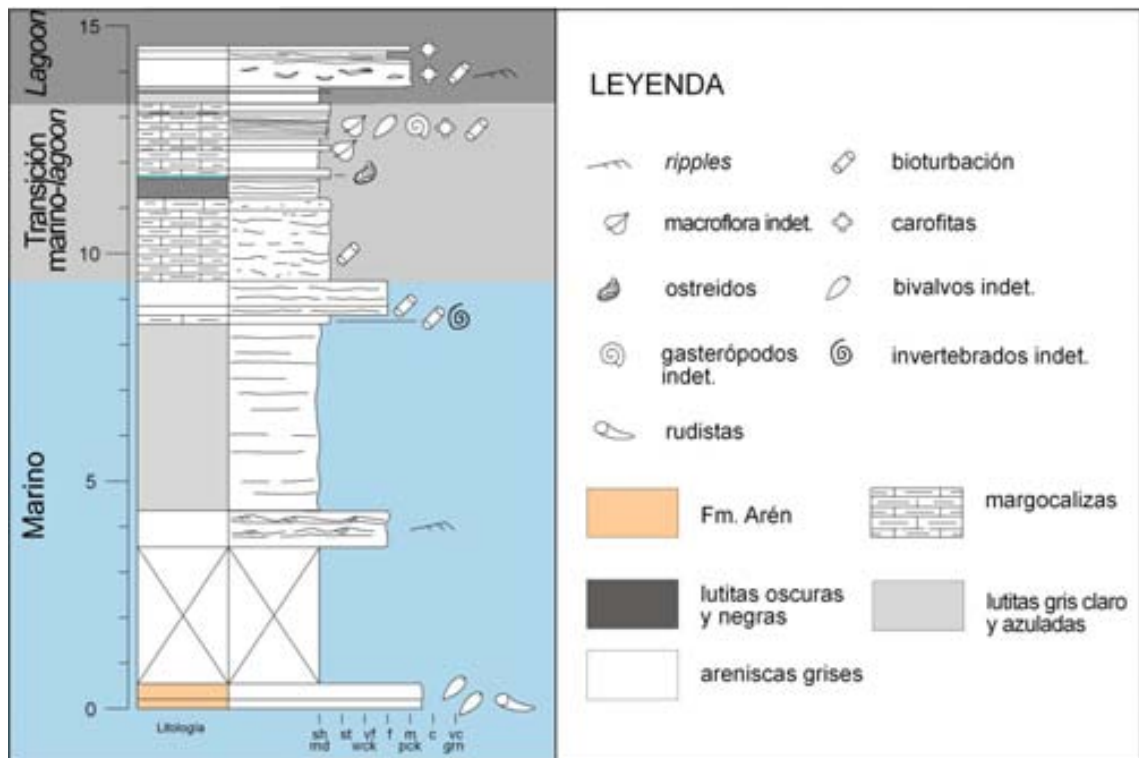 15
10
5
0
Lagoon
Transición
marino-lagoon
Marino
Litología
sh st vf f m c vc
md wck pck grn
LEYENDA
ripples
bioturbación
macroflora indet.
carofitas
ostreidos
bivalvos indet.
gasterópodos
indet.
invertebrados indet.
rudistas
Fm. Arén
margocalizas
lutitas oscuras
y negras
lutitas gris claro
y azuladas
areniscas grises